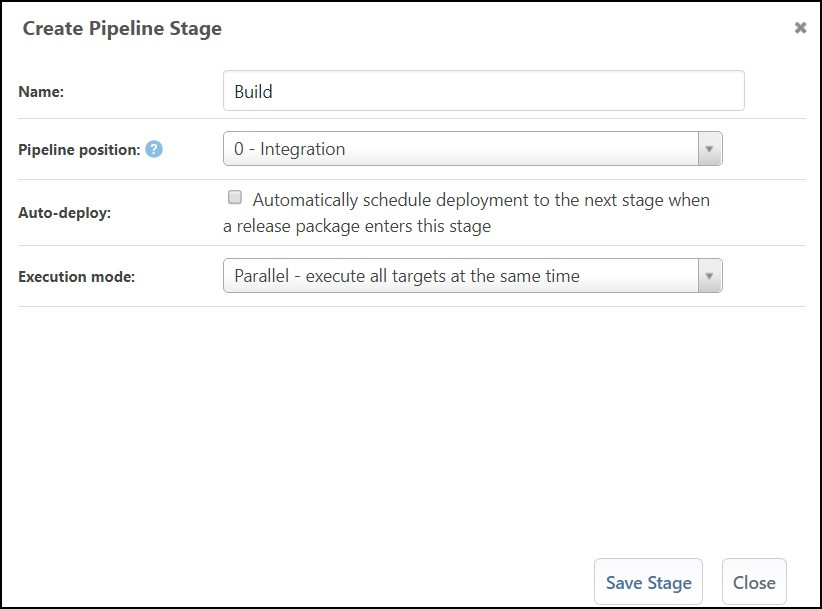 Create Pipeline Stage
Name:
Build
Pipeline position: ?
0 - Integration
Auto-deploy:
Automatically schedule deployment to the next stage when
a release package enters this stage
Execution mode:
Parallel - execute all targets at the same time
Save Stage
Close